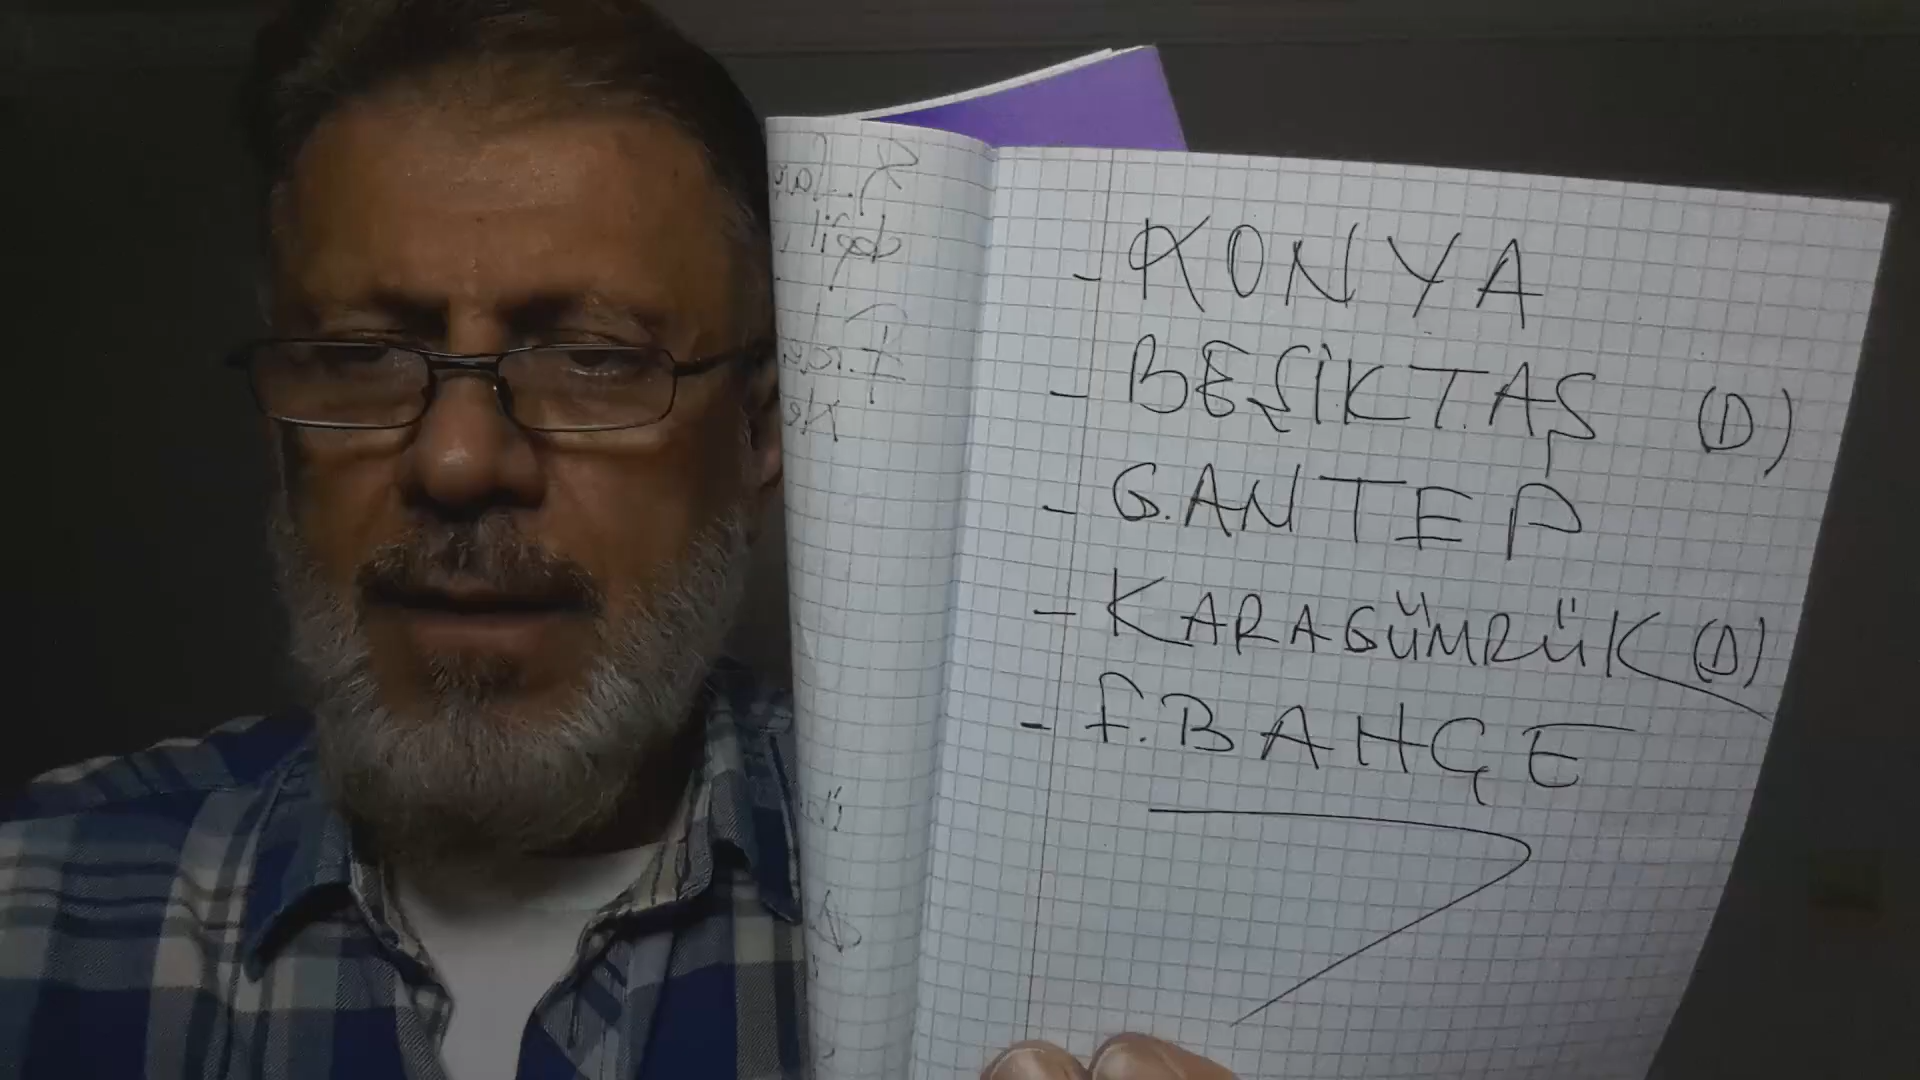 - KONYA
- BEŞİKTAŞ (D)
- G.ANTEP
- KARAGÜMRÜK (D)
- F.BAHÇE